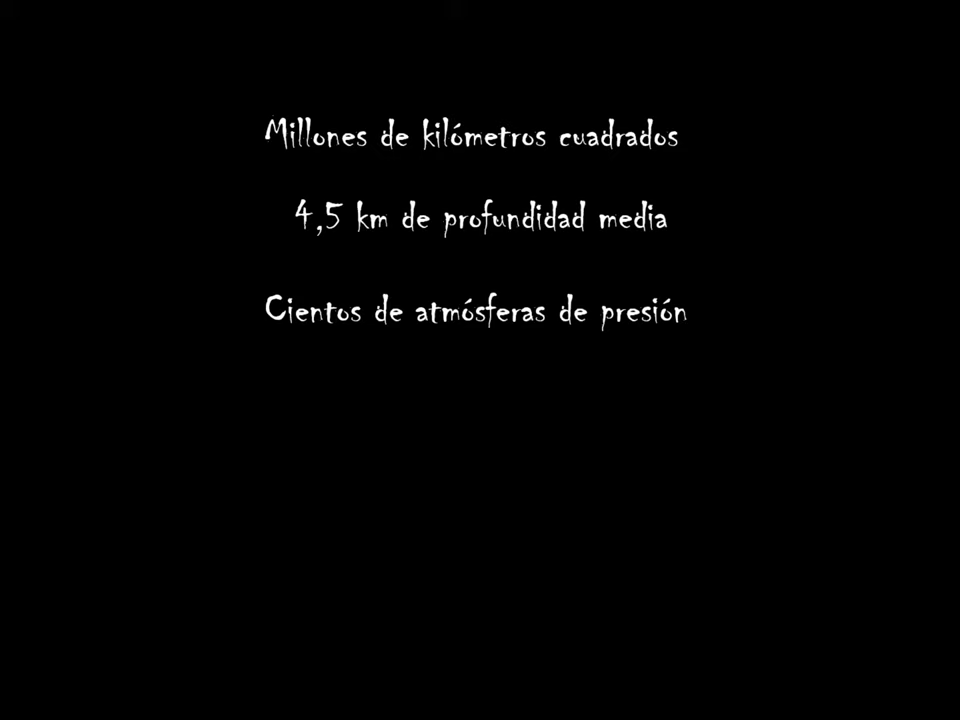 Millones de kilómetros cuadrados
4,5 km de profundidad media
Cientos de atmósferas de presión